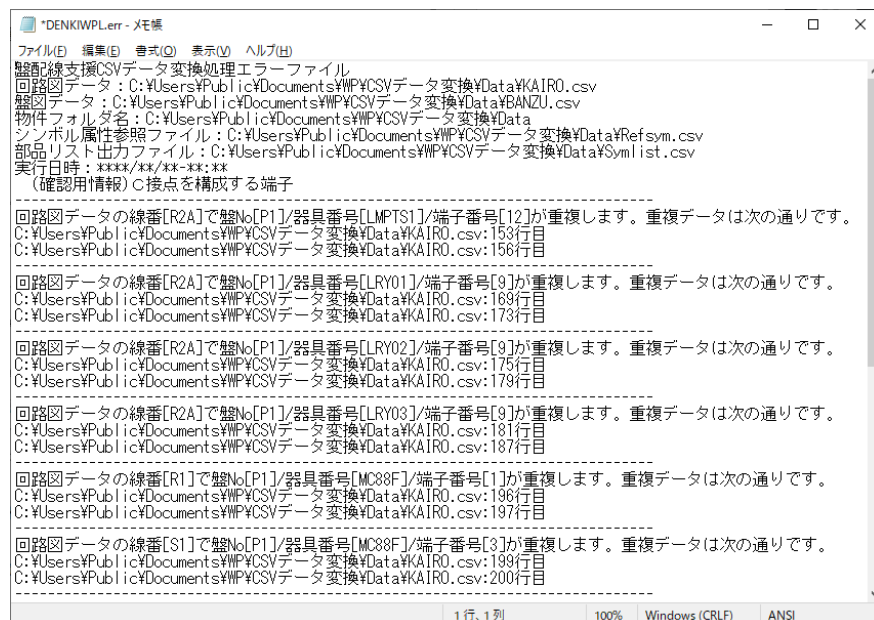 *DENKIWPL.err - メモ帳
ファイル(F) 編集(E) 書式(O) 表示(V) ヘルプ(H)
盤配線支援CSVデータ変換処理エラーファイル
回路図データ：C:¥Users¥Public¥Documents¥WP¥CSVデータ変換¥Data¥KAIRO.csv
盤図データ：C:¥Users¥Public¥Documents¥WP¥CSVデータ変換¥Data¥BANZU.csv
物件フォルダ名：C:¥Users¥Public¥Documents¥WP¥CSVデータ変換¥Data
シンボル属性参照ファイル：C:¥Users¥Public¥Documents¥WP¥CSVデータ変換¥Data¥Refsym.csv
部品リスト出力ファイル：C:¥Users¥Public¥Documents¥WP¥CSVデータ変換¥Data¥Symlist.csv
実行日時：****/**/**-**:**
（確認用情報）Ｃ接点を構成する端子
--------------------------------------------------------------------------------
回路図データの線番[R2A]で盤No[P1]/器具番号[LMPTS1]/端子番号[12]が重複します。重複データは次の通りです。
C:¥Users¥Public¥Documents¥WP¥CSVデータ変換¥Data¥KAIRO.csv:153行目
C:¥Users¥Public¥Documents¥WP¥CSVデータ変換¥Data¥KAIRO.csv:156行目
--------------------------------------------------------------------------------
回路図データの線番[R2A]で盤No[P1]/器具番号[LRY01]/端子番号[9]が重複します。重複データは次の通りです。
C:¥Users¥Public¥Documents¥WP¥CSVデータ変換¥Data¥KAIRO.csv:169行目
C:¥Users¥Public¥Documents¥WP¥CSVデータ変換¥Data¥KAIRO.csv:173行目
--------------------------------------------------------------------------------
回路図データの線番[R2A]で盤No[P1]/器具番号[LRY02]/端子番号[9]が重複します。重複データは次の通りです。
C:¥Users¥Public¥Documents¥WP¥CSVデータ変換¥Data¥KAIRO.csv:175行目
C:¥Users¥Public¥Documents¥WP¥CSVデータ変換¥Data¥KAIRO.csv:179行目
--------------------------------------------------------------------------------
回路図データの線番[R2A]で盤No[P1]/器具番号[LRY03]/端子番号[9]が重複します。重複データは次の通りです。
C:¥Users¥Public¥Documents¥WP¥CSVデータ変換¥Data¥KAIRO.csv:181行目
C:¥Users¥Public¥Documents¥WP¥CSVデータ変換¥Data¥KAIRO.csv:187行目
--------------------------------------------------------------------------------
回路図データの線番[R1]で盤No[P1]/器具番号[MC88F]/端子番号[1]が重複します。重複データは次の通りです。
C:¥Users¥Public¥Documents¥WP¥CSVデータ変換¥Data¥KAIRO.csv:196行目
C:¥Users¥Public¥Documents¥WP¥CSVデータ変換¥Data¥KAIRO.csv:197行目
--------------------------------------------------------------------------------
回路図データの線番[S1]で盤No[P1]/器具番号[MC88F]/端子番号[3]が重複します。重複データは次の通りです。
C:¥Users¥Public¥Documents¥WP¥CSVデータ変換¥Data¥KAIRO.csv:199行目
C:¥Users¥Public¥Documents¥WP¥CSVデータ変換¥Data¥KAIRO.csv:200行目
--------------------------------------------------------------------------------
1 行、1 列 100% Windows (CRLF) ANSI